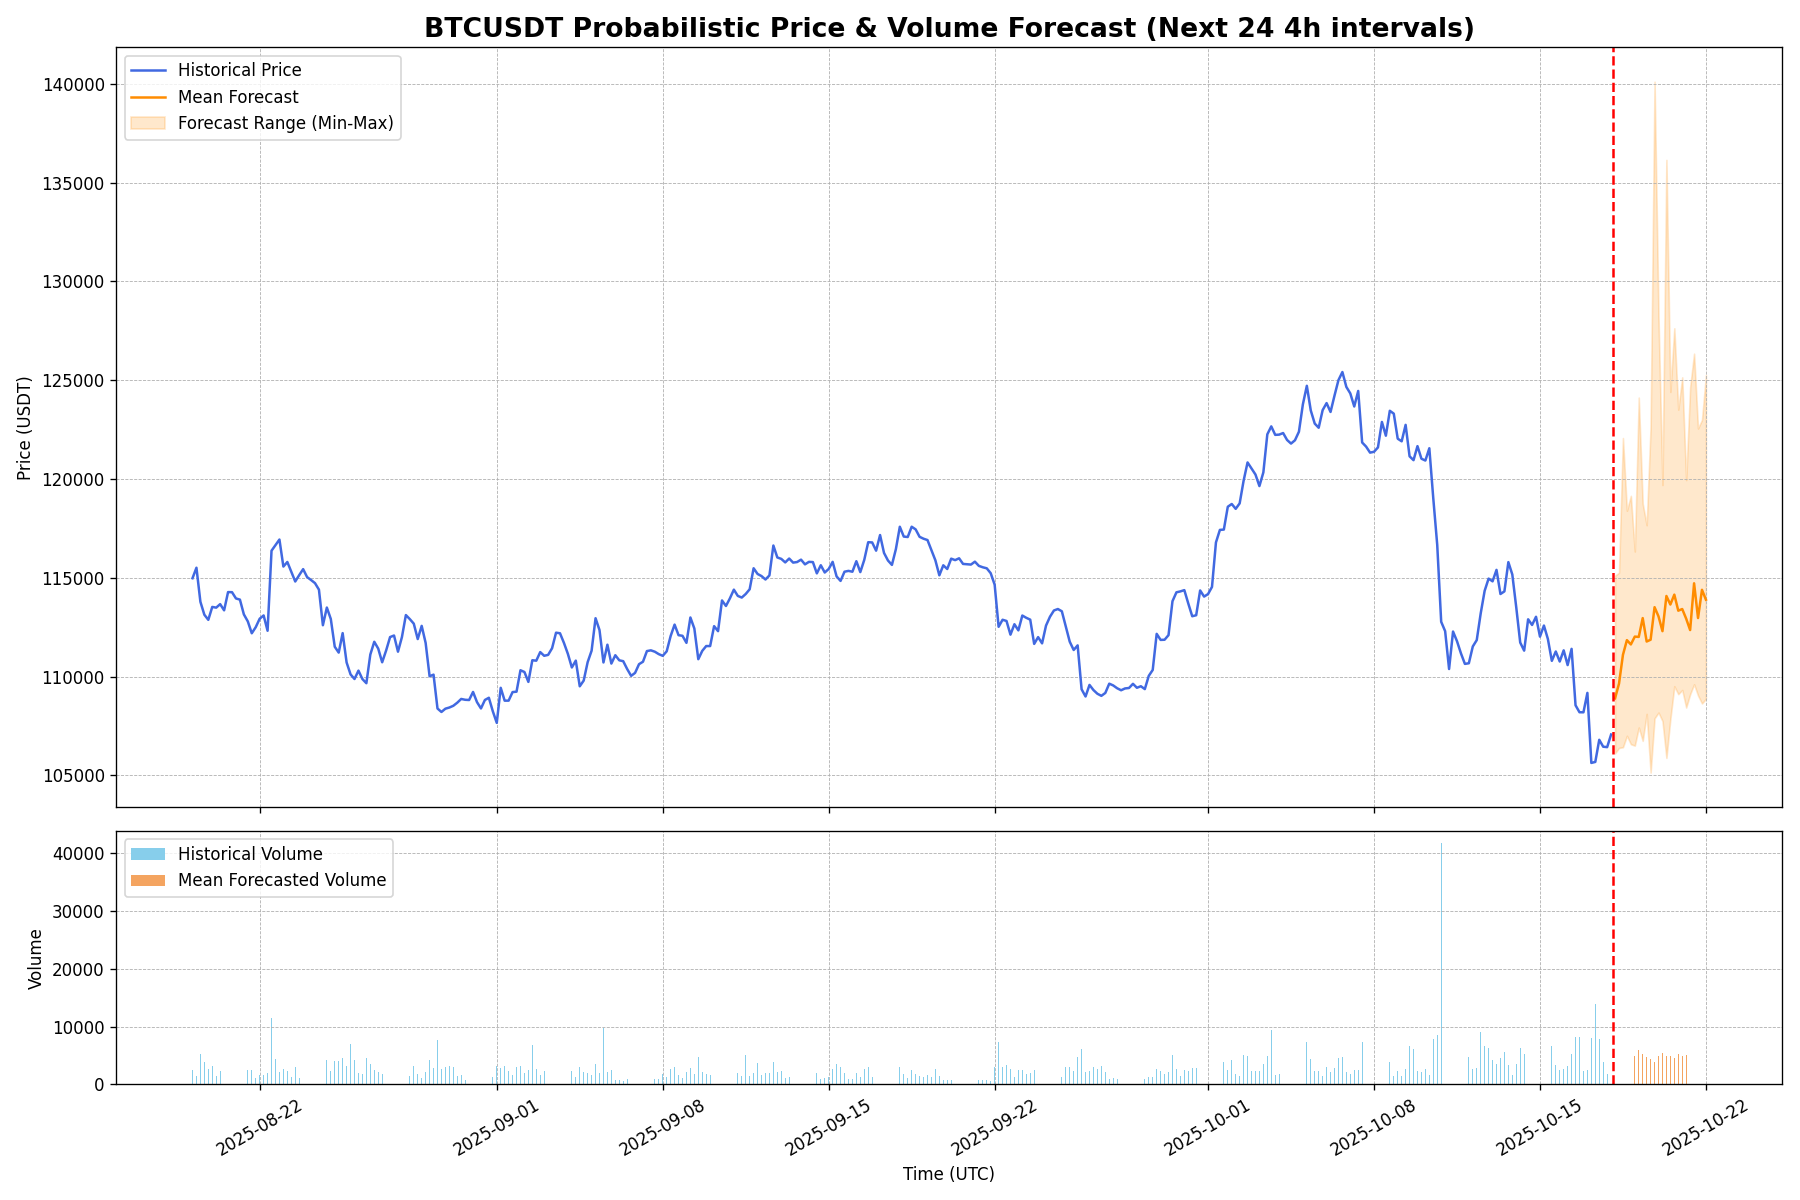 BTCUSDT Probabilistic Price & Volume Forecast (Next 24 4h intervals)
Historical Price
Mean Forecast
Forecast Range (Min-Max)
140000
135000
130000
125000
120000
115000
110000
105000
Price (USDT)
Historical Volume
Mean Forecasted Volume
40000
30000
20000
10000
0
Volume
2025-08-22
2025-09-01
2025-09-08
2025-09-15
2025-09-22
2025-10-01
2025-10-08
2025-10-15
2025-10-22
Time (UTC)